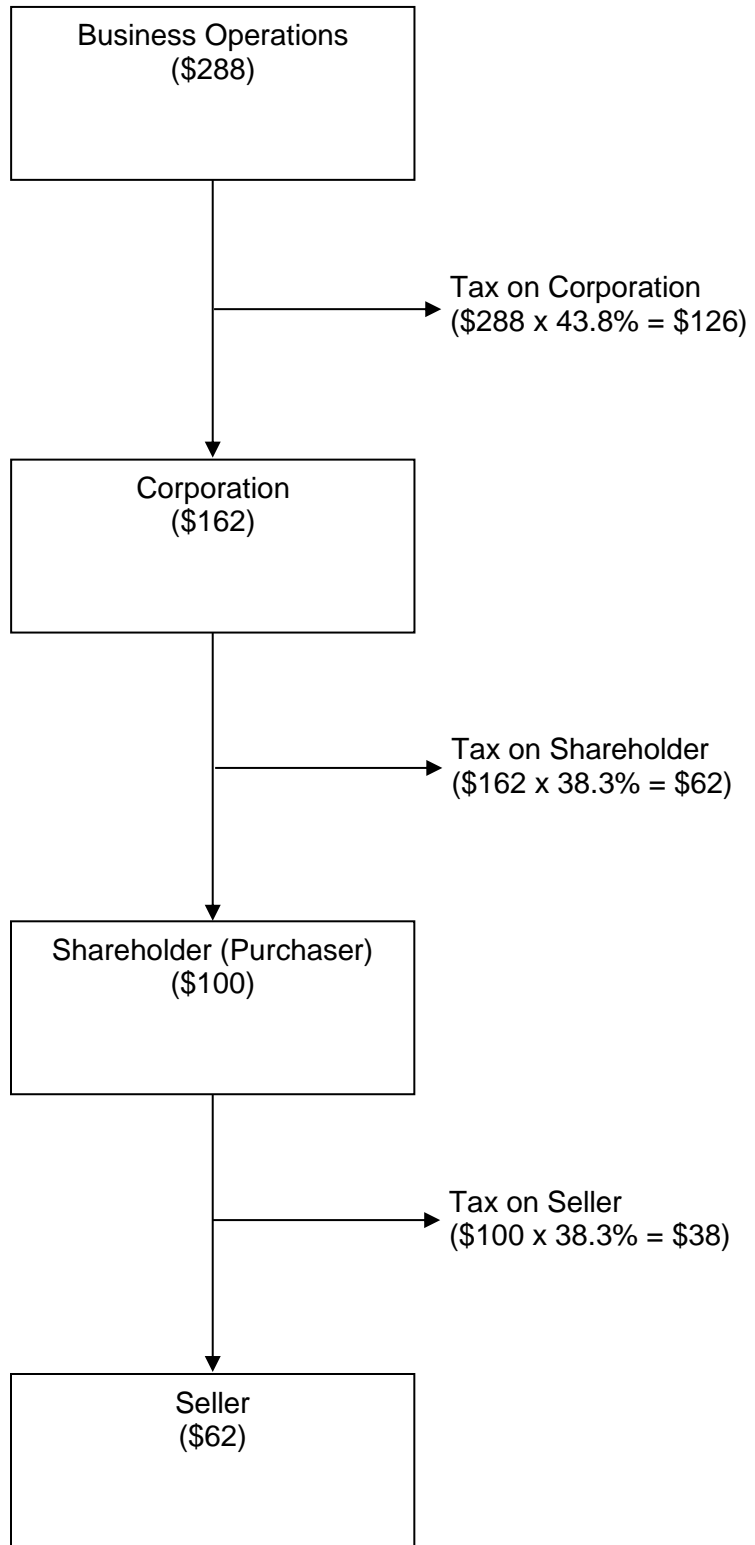 Business Operations
($288)
Tax on Corporation
($288 x 43.8% = $126)
Corporation
($162)
Tax on Shareholder
($162 x 38.3% = $62)
Shareholder (Purchaser)
($100)
Tax on Seller
($100 x 38.3% = $38)
Seller
($62)